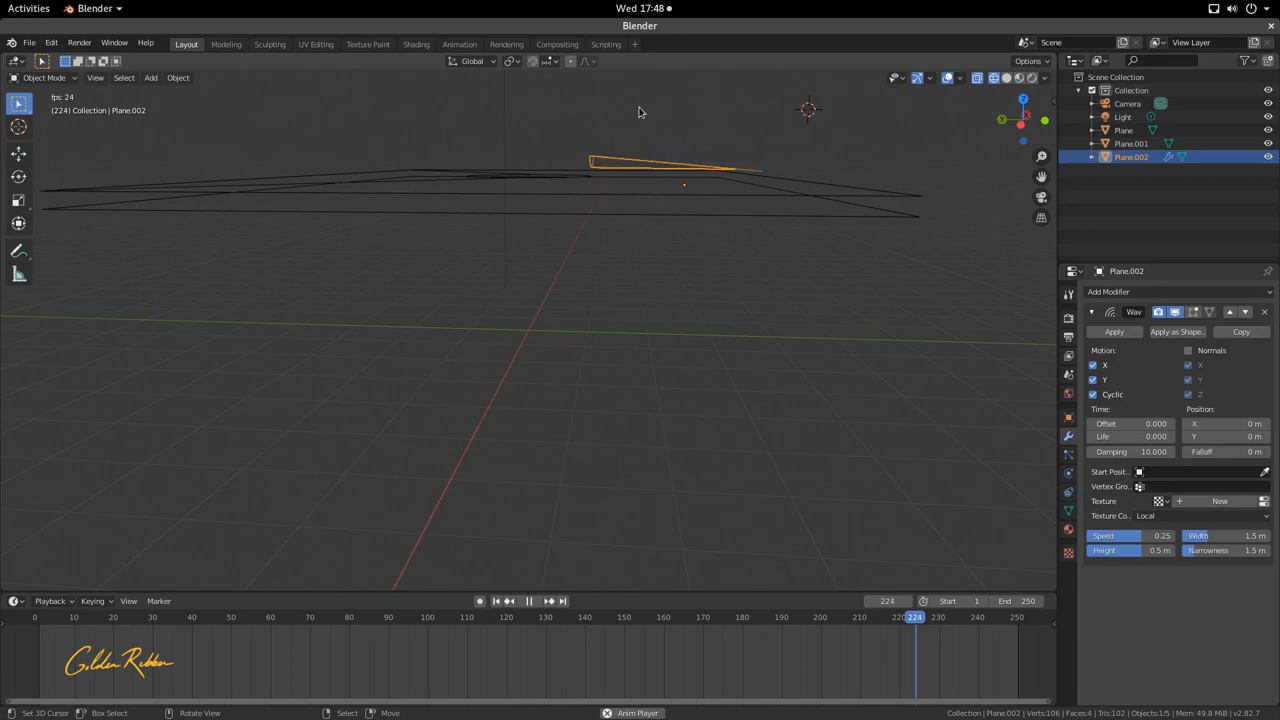 Activities Blender Wed 17:48
Blender
File Edit Render Window Help Layout Modeling Sculpting UV Editing Texture Paint Shading Animation Rendering Compositing Scripting + Scene View Layer
Global Options
Object Mode View Select Add Object
Scene Collection
Collection
Camera
Light
Plane
Plane.001
Plane.002
fps: 24
(224) Collection | Plane.002
Z
Y
X
Plane.002
Add Modifier
Wav
Apply Apply as Shape.. Copy
Motion: Normals
X X
Y Y
Cyclic Z
Time: Position:
Offset 0.000 X 0 m
Life 0.000 Y 0 m
Damping 10.000 Falloff 0 m
Start Posit..
Vertex Gro..
Texture + New
Texture Co.. Local
Speed 0.25 Width 1.5 m
Height 0.5 m Narrowness 1.5 m
Playback Keying View Marker 224 Start 1 End 250
0 10 20 30 40 50 60 70 80 90 100 110 120 130 140 150 160 170 180 190 200 210 220 224 230 240 250
Golden Ribbon
Set 3D Cursor Box Select Rotate View Select Move Anim Player Collection | Plane.002 | Verts:106 | Faces:4 | Tris:102 | Objects:1/5 | Mem: 49.8 MiB | v2.82.7